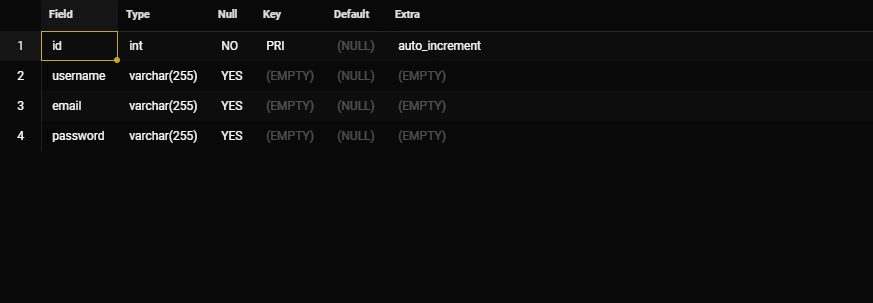 Field Type Null Key Default Extra
1 id int NO PRI (NULL) auto_increment
2 username varchar(255) YES (EMPTY) (NULL) (EMPTY)
3 email varchar(255) YES (EMPTY) (NULL) (EMPTY)
4 password varchar(255) YES (EMPTY) (NULL) (EMPTY)